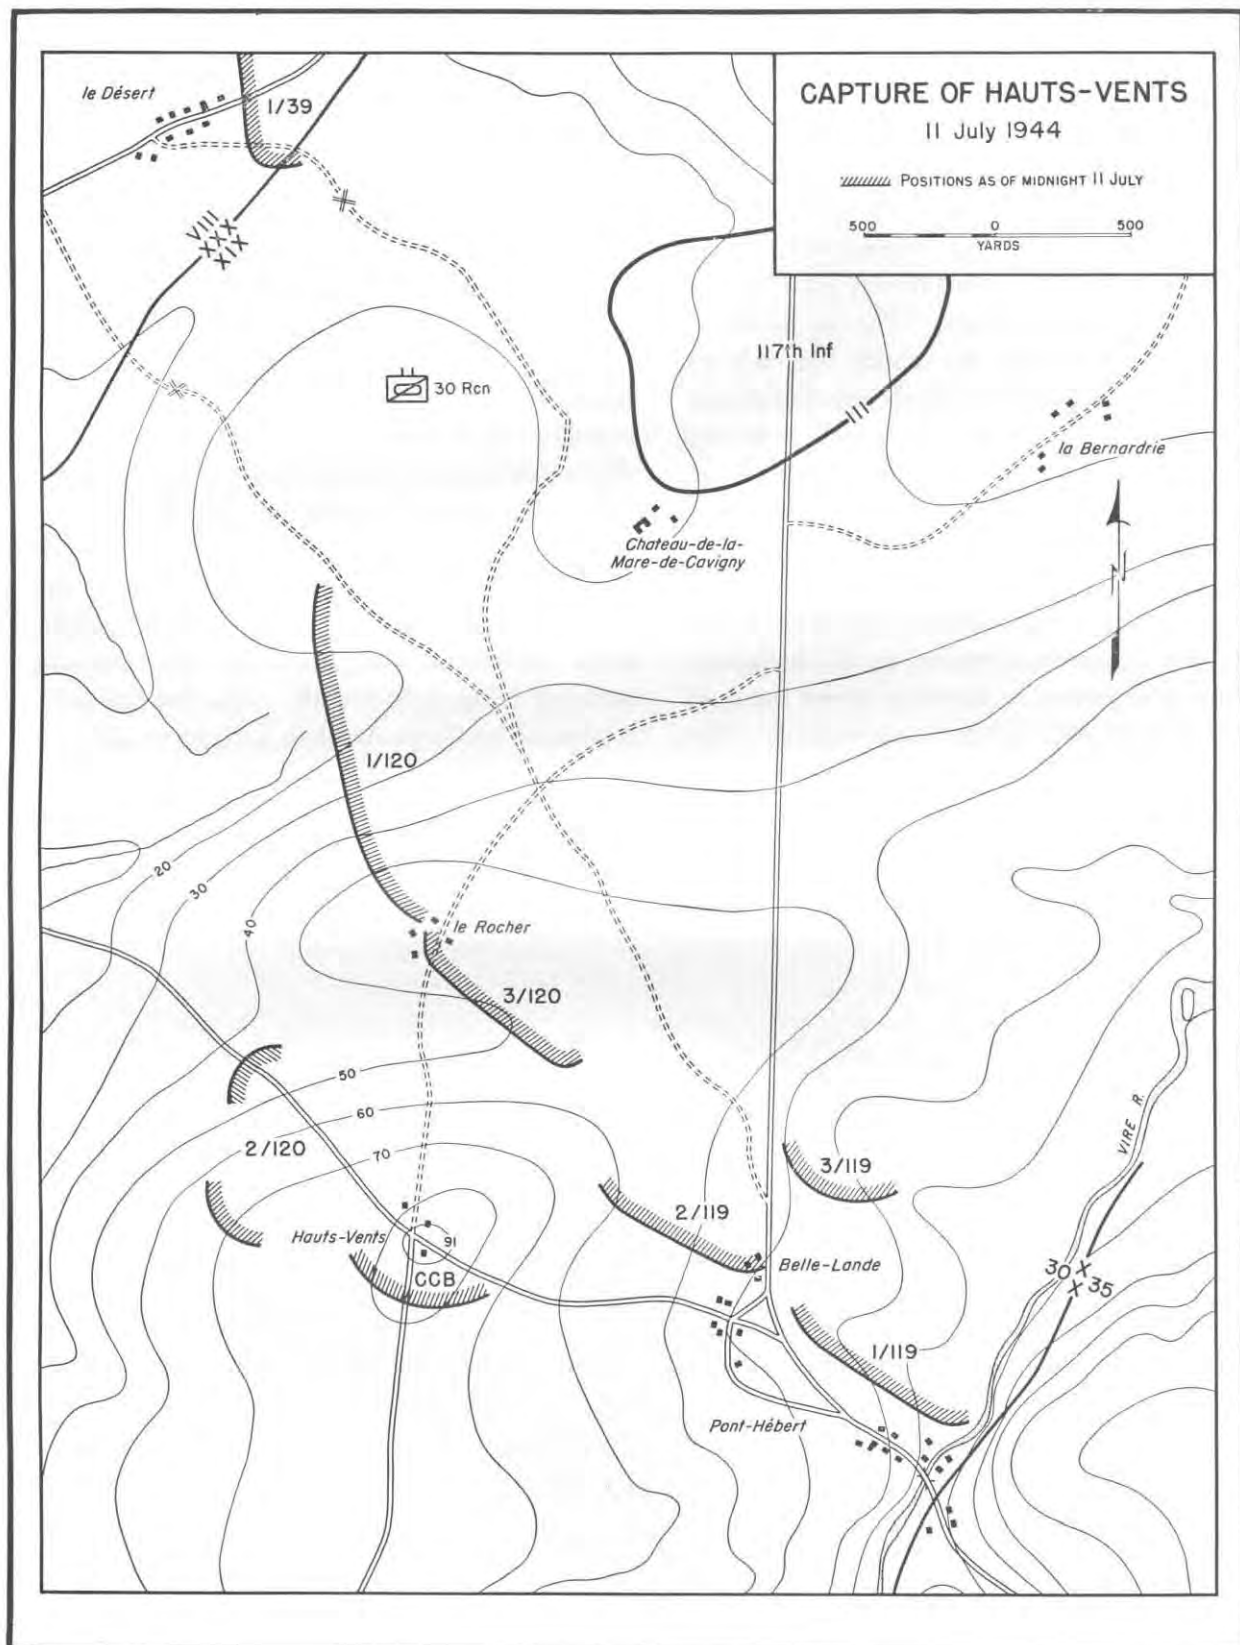 CAPTURE OF HAUTS-VENTS
11 July 1944
POSITIONS AS OF MIDNIGHT 11 JULY
500 0 500
YARDS
le Désert
1/39
VIII
XXX
XXX
XIX
30 Rcn
117th Inf
III
la Bernardrie
Chateau-de-la-
Mare-de-Cavigny
N
1/120
20
30
40
le Rocher
3/120
50
60
70
2/120
Hauts-Vents
91
CCB
2/119
3/119
Belle-Lande
VIRE R.
30 X
X 35
1/119
Pont-Hébert